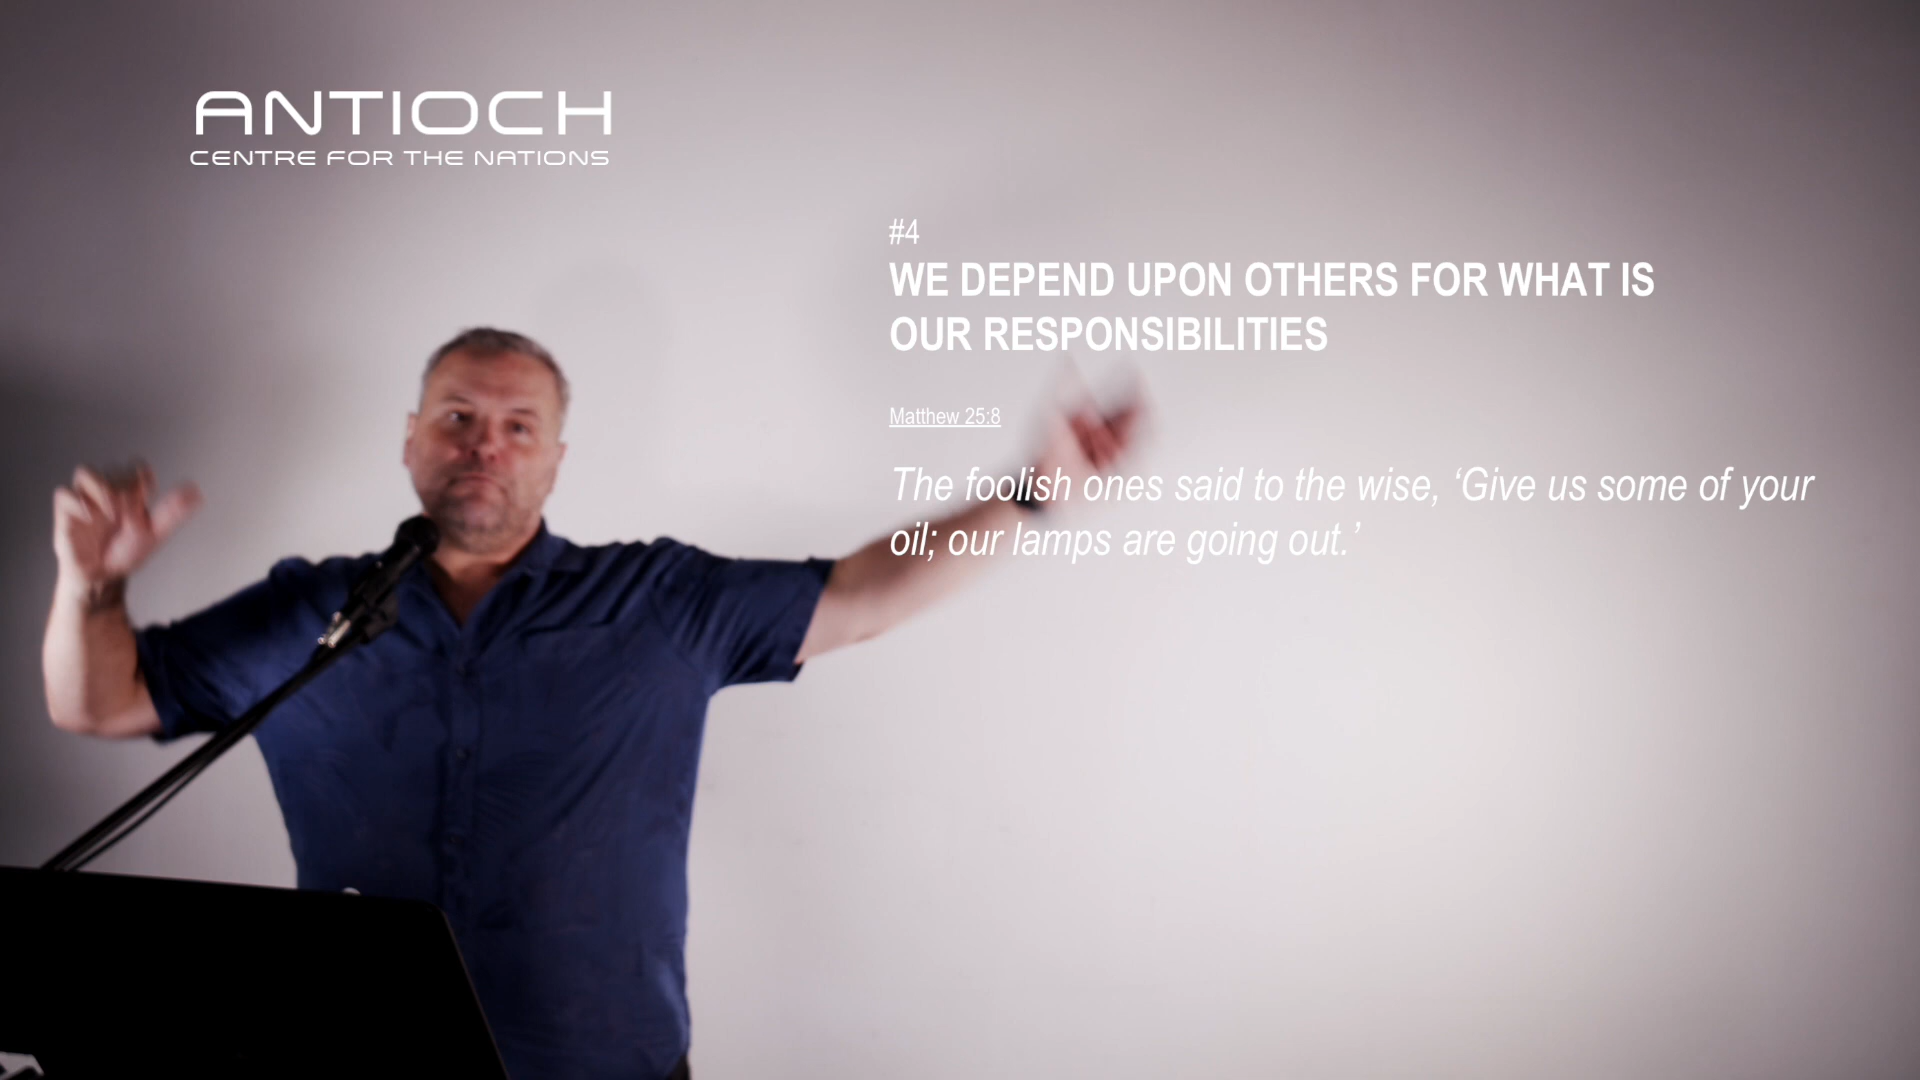 ANTIOCH
CENTRE FOR THE NATIONS
#4
WE DEPEND UPON OTHERS FOR WHAT IS
OUR RESPONSIBILITIES
Matthew 25:8
The foolish ones said to the wise, ‘Give us some of your
oil; our lamps are going out.’